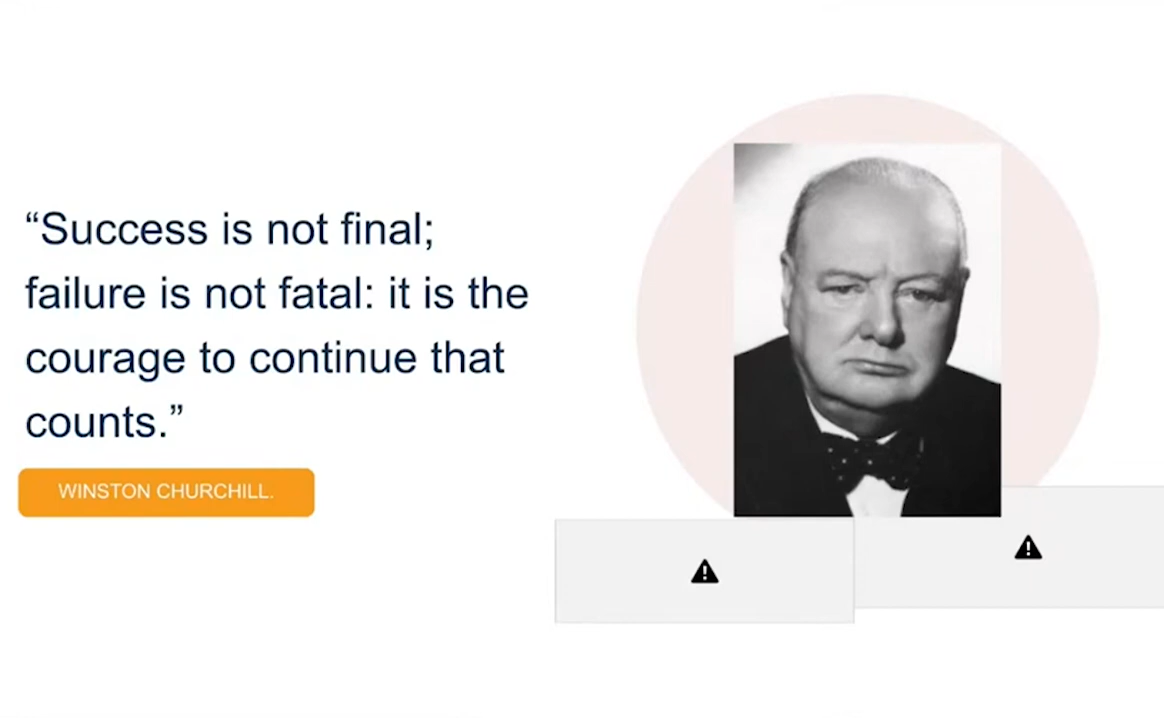 “Success is not final;
failure is not fatal: it is the
courage to continue that
counts.”
WINSTON CHURCHILL.